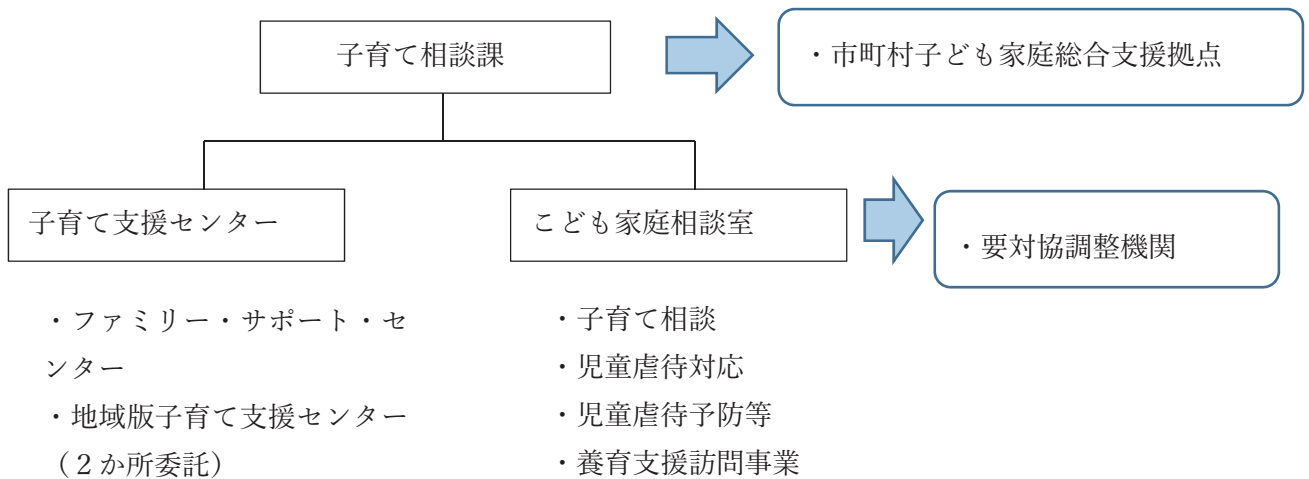 子育て相談課
・市町村子ども家庭総合支援拠点
子育て支援センター
こども家庭相談室
・要対協調整機関
・ファミリー・サポート・セ
ンター
・地域版子育て支援センター
（２か所委託）
・子育て相談
・児童虐待対応
・児童虐待予防等
・養育支援訪問事業